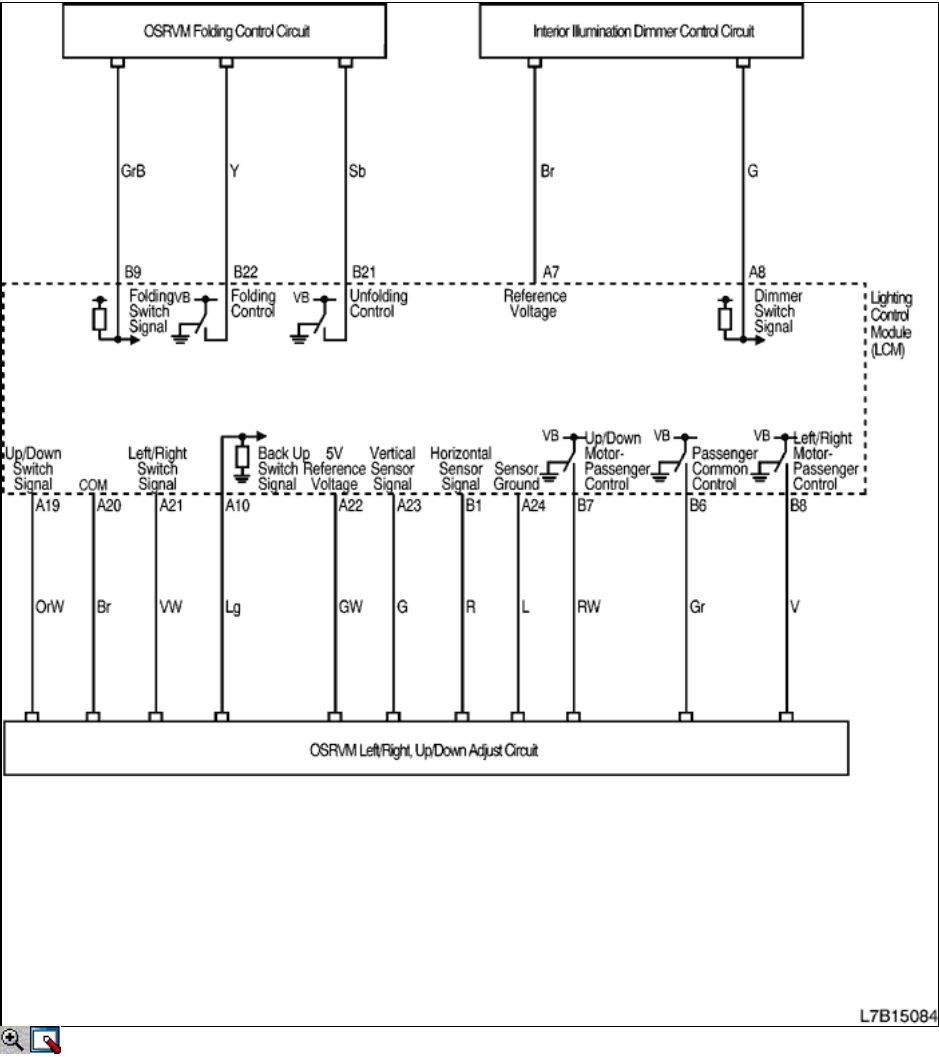 OSRVM Folding Control Circuit
Interior Illumination Dimmer Control Circuit
GrB
Y
Sb
Br
G
B9
B22
B21
A7
A8
Folding
Switch
Signal
VB
Folding
Control
VB
Unfolding
Control
Reference
Voltage
Dimmer
Switch
Signal
Lighting
Control
Module
(LCM)
Up/Down
Switch
Signal
COM
Left/Right
Switch
Signal
Back Up
Switch
Signal
5V
Reference
Voltage
Vertical
Sensor
Signal
Horizontal
Sensor
Signal
Sensor
Ground
VB
Up/Down
Motor-
Passenger
Control
VB
Passenger
Common
Control
VB
Left/Right
Motor-
Passenger
Control
A19
A20
A21
A10
A22
A23
B1
A24
B7
B6
B8
OrW
Br
VW
Lg
GW
G
R
L
RW
Gr
V
OSRVM Left/Right, Up/Down Adjust Circuit
L7B15084